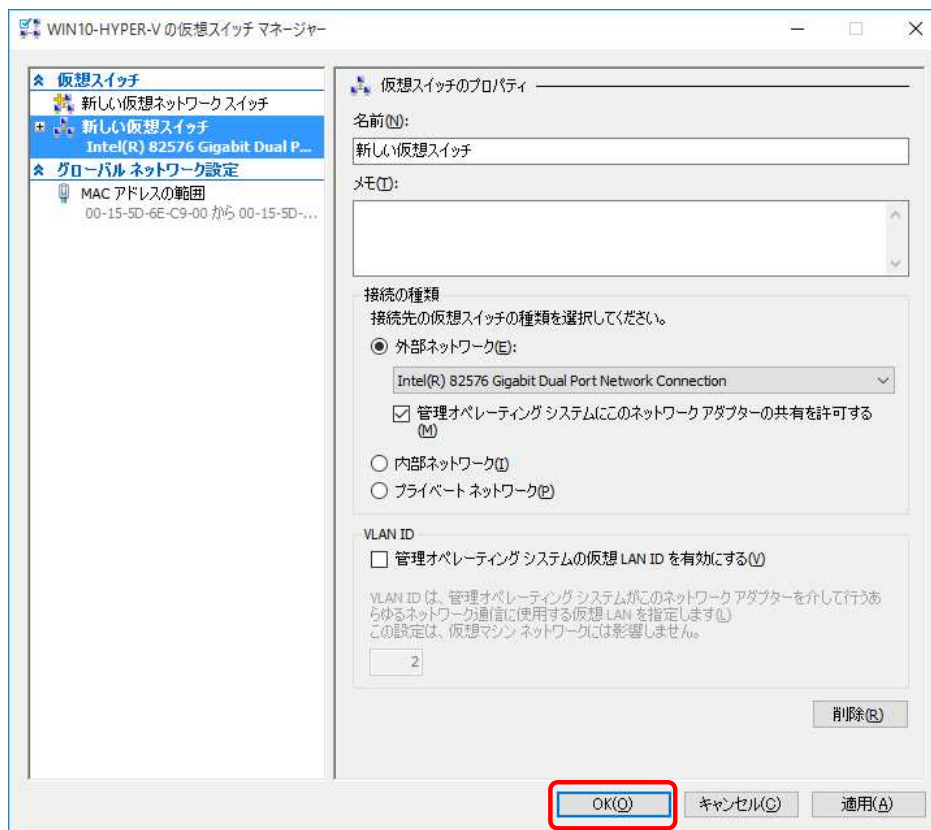 WIN10-HYPER-V の仮想スイッチ マネージャー
仮想スイッチ
新しい仮想ネットワーク スイッチ
新しい仮想スイッチ
Intel(R) 82576 Gigabit Dual P...
グローバル ネットワーク設定
MAC アドレスの範囲
00-15-5D-6E-C9-00 から 00-15-5D-...
仮想スイッチのプロパティ
名前(N):
新しい仮想スイッチ
メモ(T):
接続の種類
接続先の仮想スイッチの種類を選択してください。
外部ネットワーク(E):
Intel(R) 82576 Gigabit Dual Port Network Connection
管理オペレーティング システムにこのネットワーク アダプターの共有を許可する
(M)
内部ネットワーク(I)
プライベート ネットワーク(P)
VLAN ID
管理オペレーティング システムの仮想 LAN ID を有効にする(V)
VLAN ID は、管理オペレーティング システムがこのネットワーク アダプターを介して行うあ
らゆるネットワーク通信に使用する仮想 LAN を指定します(L)
この設定は、仮想マシン ネットワークには影響しません。
2
削除(R)
OK(O)
キャンセル(C)
適用(A)